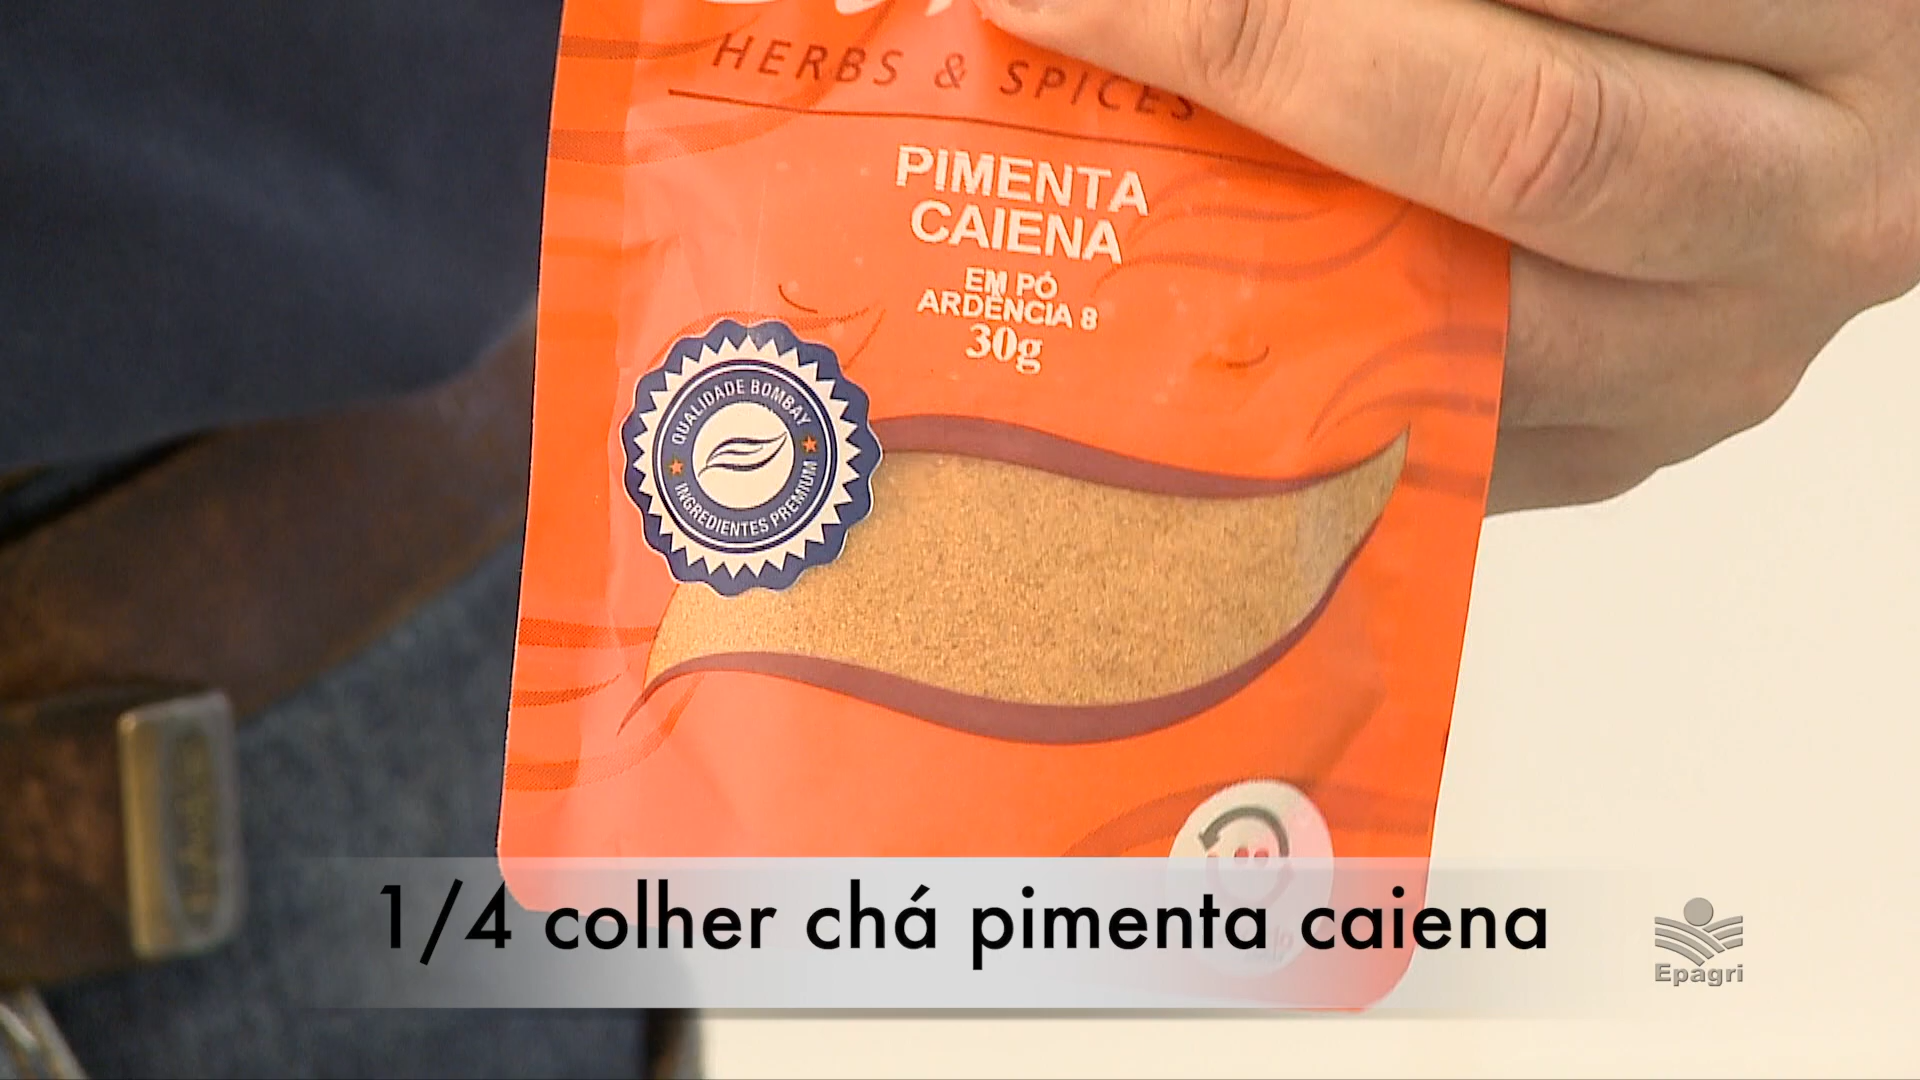 HERBS & SPICES
PIMENTA
CAIENA
EM PÓ
ARDÊNCIA 8
30g
QUALIDADE BOMBAY
INGREDIENTES PREMIUM
1/4 colher chá pimenta caiena
Epagri